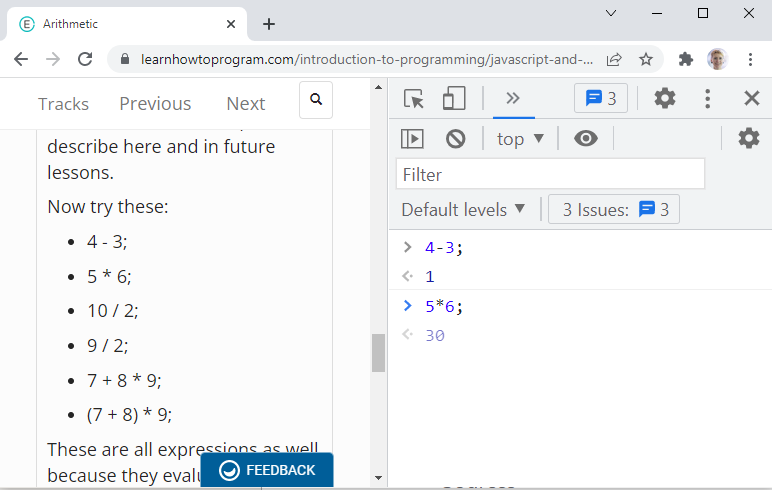 Arithmetic
learnhowtoprogram.com/introduction-to-programming/javascript-and-...
Tracks Previous Next
describe here and in future
lessons.
Now try these:
4 - 3;
5 * 6;
10 / 2;
9 / 2;
7 + 8 * 9;
(7 + 8) * 9;
These are all expressions as well
because they evalu
FEEDBACK
3
top
Filter
Default levels 3 Issues: 3
4-3;
1
5*6;
30